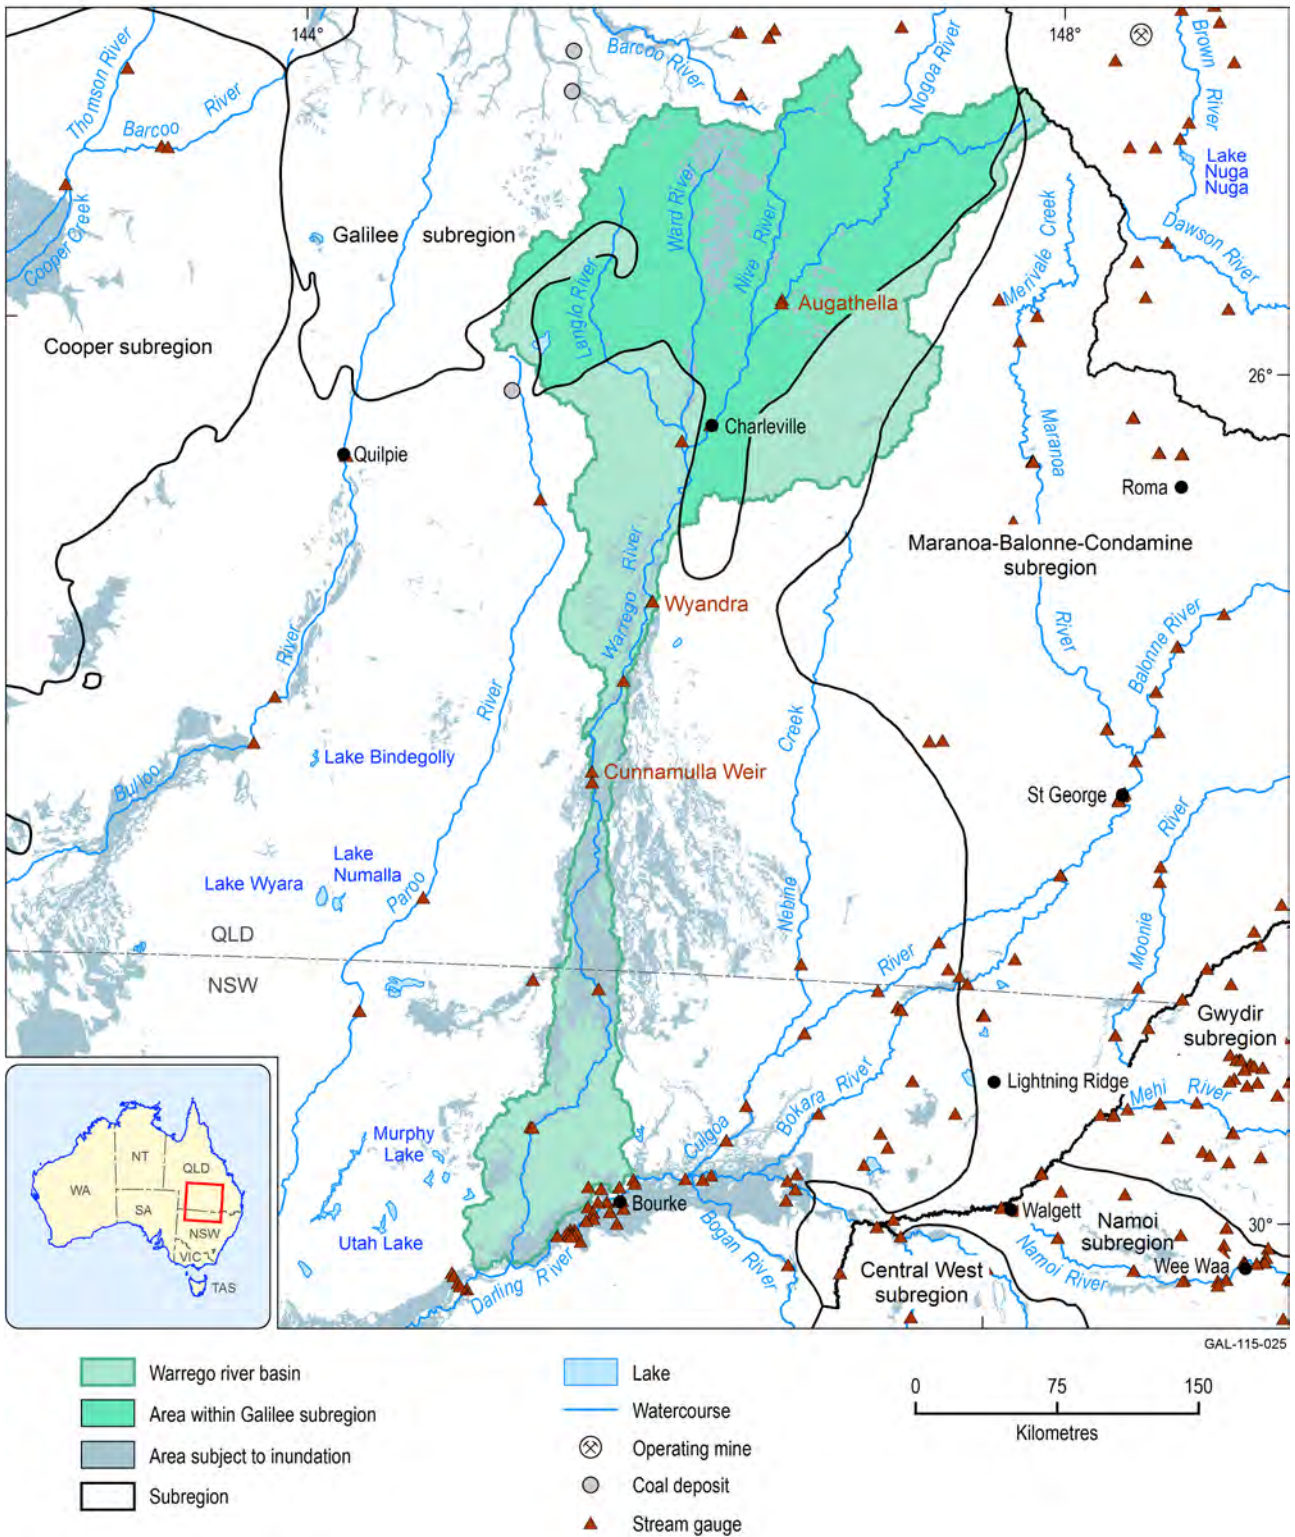 144°
148°
Thomson River
Barcoo River
Barcoo River
Nogoa River
Brown River
Lake
Nuga
Nuga
Cooper Creek
Galilee subregion
Ward River
Nive River
Langlo River
Merivale Creek
Dawson River
Augathella
Cooper subregion
26°
Charleville
Quilpie
Maranoa River
Roma
Maranoa-Balonne-Condamine
subregion
Wyandra
Warrego River
Balonne River
Bulloo River
Lake Bindegolly
Cunnamulla Weir
Nebine Creek
St George
Lake
Numalla
Lake Wyara
Paroo River
Moonie River
QLD
NSW
Culgoa River
Gwydir
subregion
Bokara River
Lightning Ridge
Mehi River
Murphy
Lake
Utah Lake
Bourke
Walgett
Namoi
subregion
30°
Wee Waa
Darling River
Bogan River
Central West
subregion
Namoi River
WA
NT
QLD
SA
NSW
VIC
TAS
GAL-115-025
Warrego river basin
Area within Galilee subregion
Area subject to inundation
Subregion
Lake
Watercourse
Operating mine
Coal deposit
Stream gauge
0 75 150
Kilometres